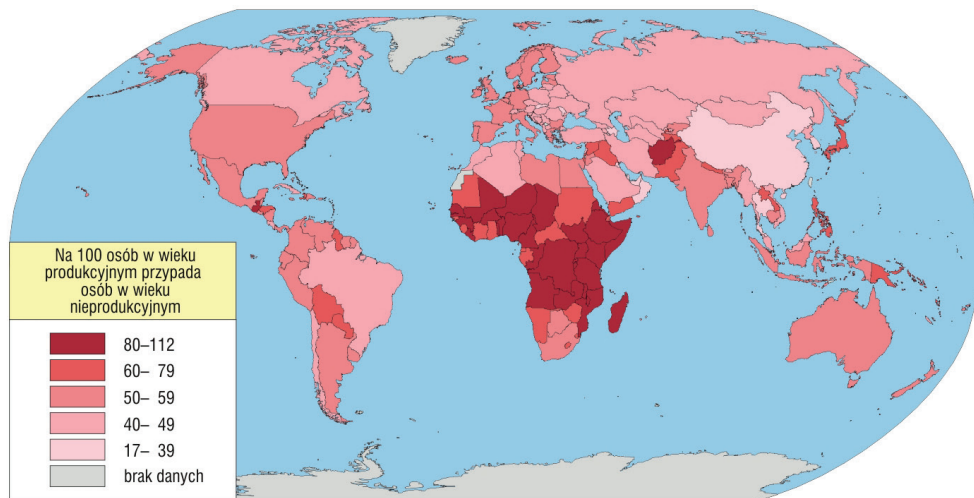 Na 100 osób w wieku
produkcyjnym przypada
osób w wieku
nieprodukcyjnym
80–112
60– 79
50– 59
40– 49
17– 39
brak danych